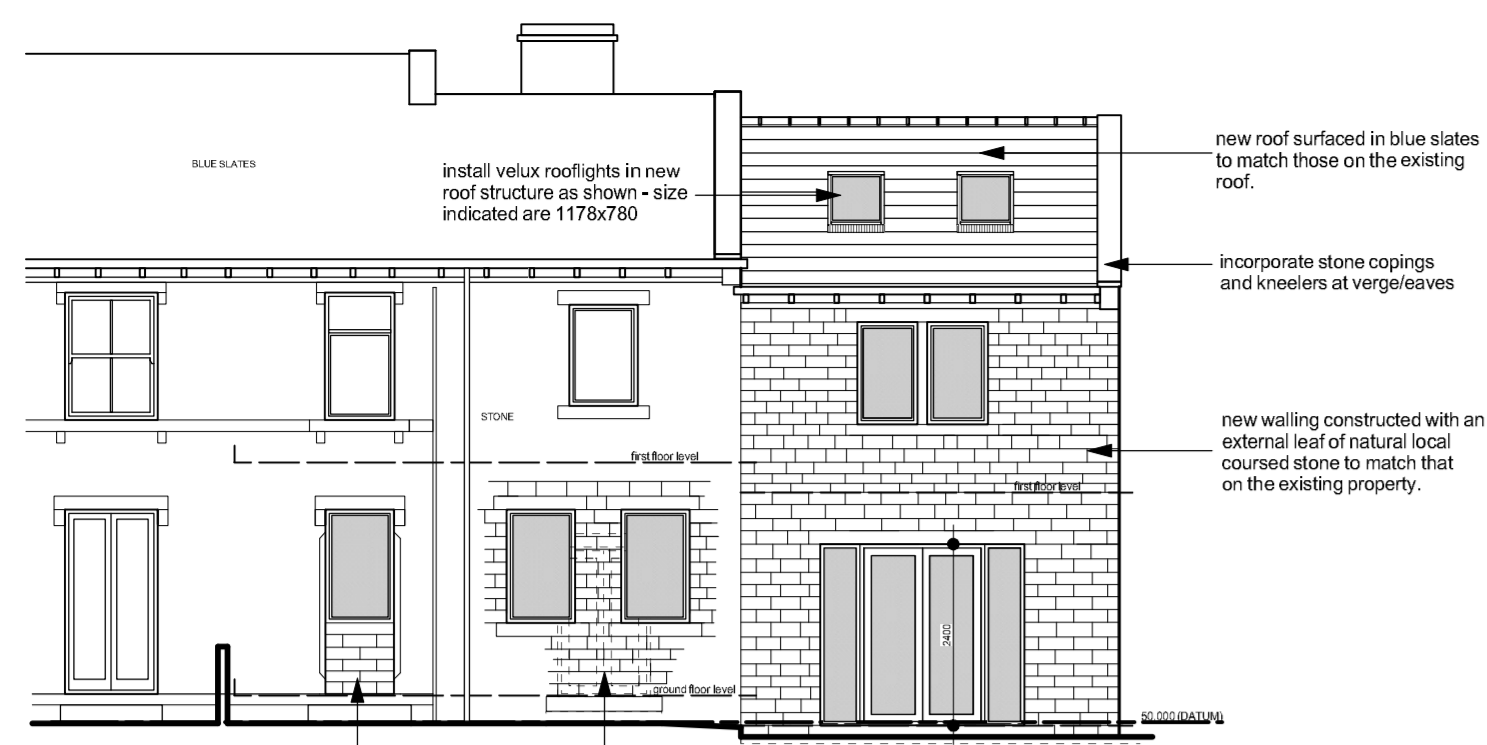 new roof surfaced in blue slates
to match those on the existing
roof.
BLUE SLATES
install velux rooflights in new
roof structure as shown - size
indicated are 1178x780
incorporate stone copings
and kneelers at verge/eaves
STONE
new walling constructed with an
external leaf of natural local
coursed stone to match that
on the existing property.
first floor level
first floor level
2400
ground floor level
50.000 (DATUM)